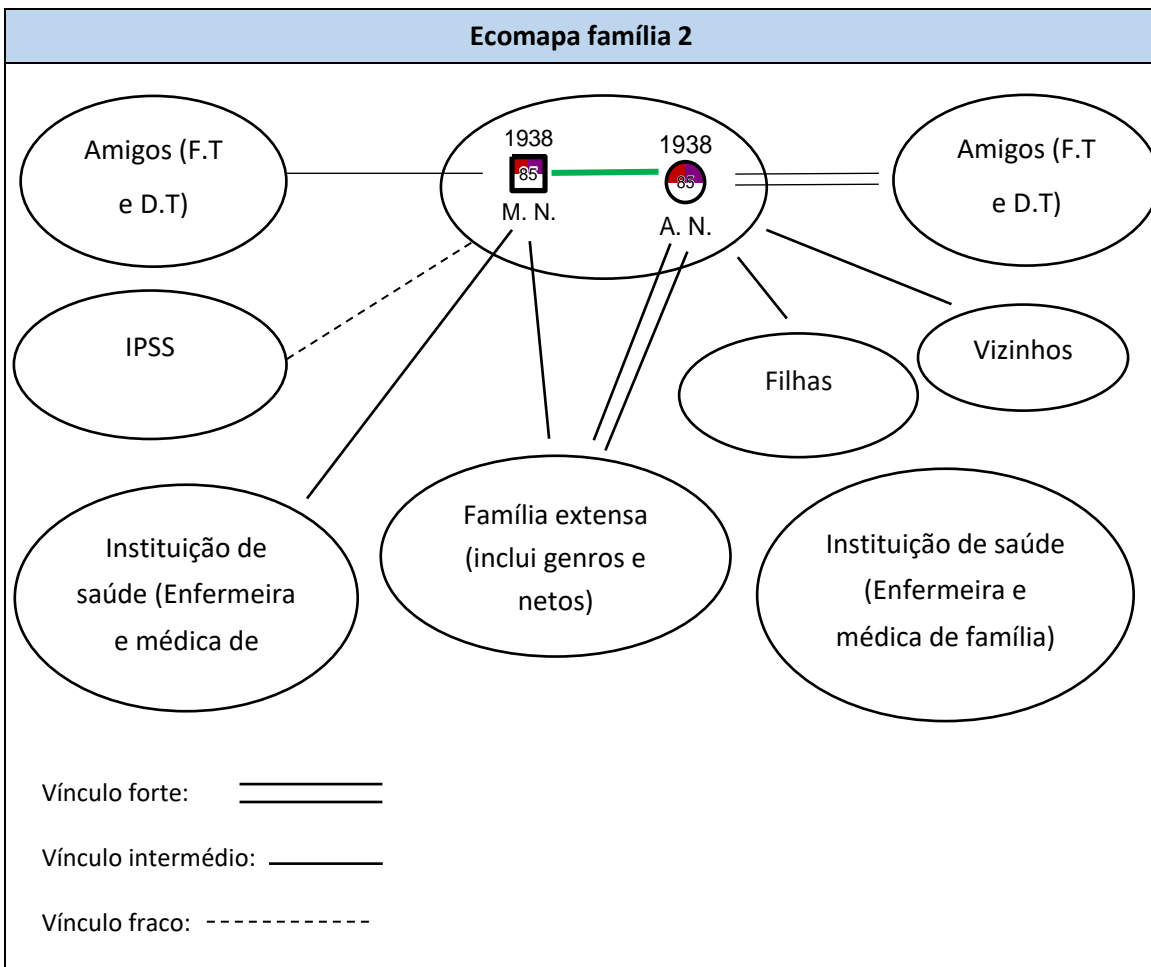 Ecomapa família 2
Amigos (F.T
e D.T)
1938
85
M. N.
1938
85
A. N.
Amigos (F.T
e D.T)
IPSS
Filhas
Vizinhos
Instituição de
saúde (Enfermeira
e médica de
Família extensa
(inclui genros e
netos)
Instituição de saúde
(Enfermeira e
médica de família)
Vínculo forte:
Vínculo intermédio:
Vínculo fraco: